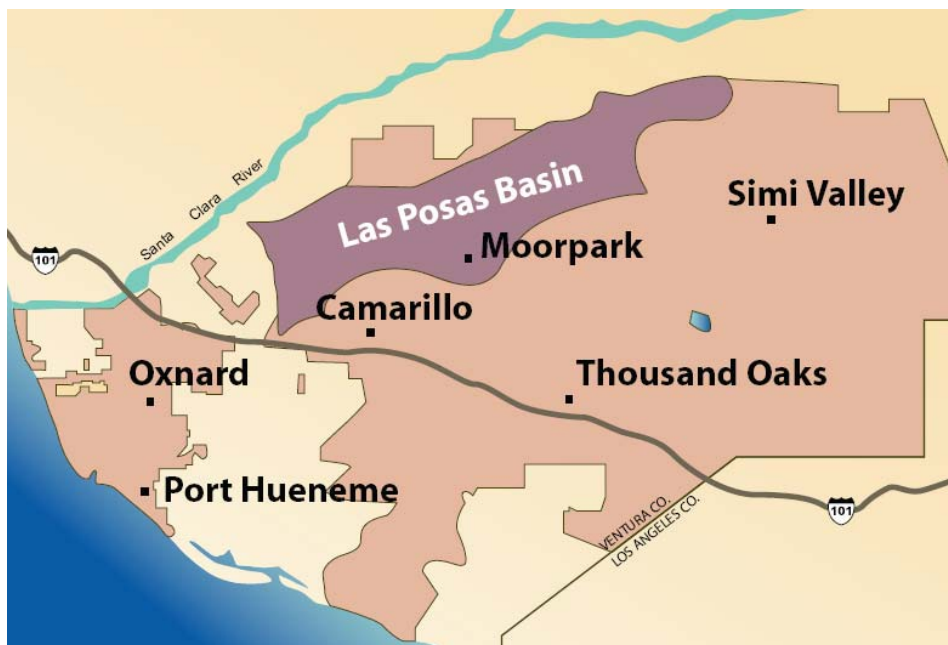 Santa Clara River
101
Las Posas Basin
Simi Valley
Moorpark
Camarillo
Oxnard
Thousand Oaks
Port Hueneme
VENTURA CO.
LOS ANGELES CO.
101